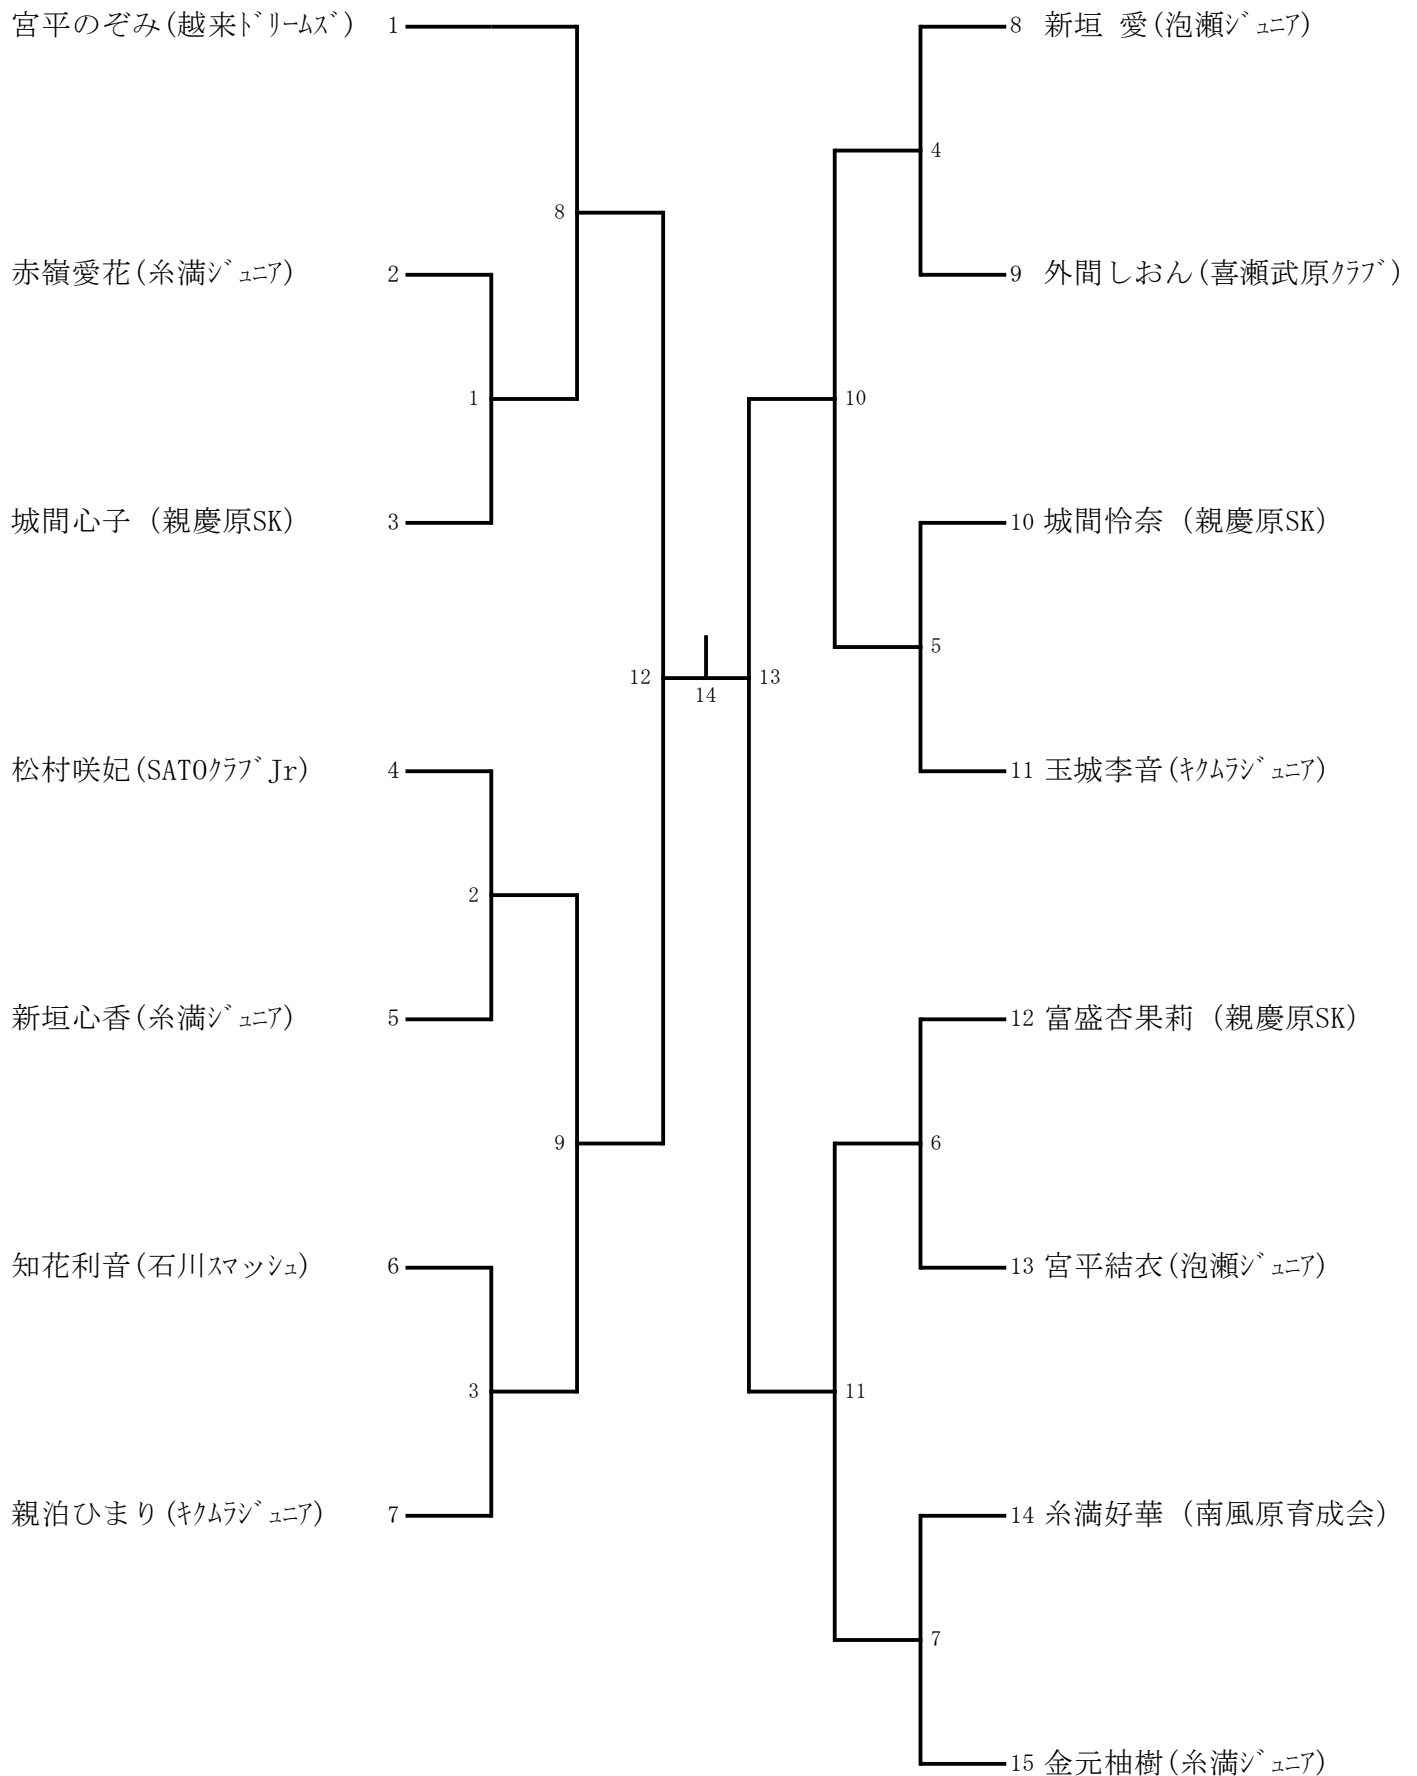 宮平のぞみ(越来ﾄﾞﾘｰﾑｽﾞ) 1
赤嶺愛花(糸満ｼﾞｭﾆｱ) 2
城間心子 (親慶原SK) 3
松村咲妃(SATOｸﾗﾌﾞJr) 4
新垣心香(糸満ｼﾞｭﾆｱ) 5
知花利音(石川ｽﾏｯｼｭ) 6
親泊ひまり(ｷｸﾑﾗｼﾞｭﾆｱ) 7
1
2
3
8
9
12
14
13
10
11
4
5
6
7
8 新垣 愛(泡瀬ｼﾞｭﾆｱ)
9 外間しおん(喜瀬武原ｸﾗﾌﾞ)
10 城間怜奈 (親慶原SK)
11 玉城李音(ｷｸﾑﾗｼﾞｭﾆｱ)
12 富盛杏果莉 (親慶原SK)
13 宮平結衣(泡瀬ｼﾞｭﾆｱ)
14 糸満好華 (南風原育成会)
15 金元柚樹(糸満ｼﾞｭﾆｱ)